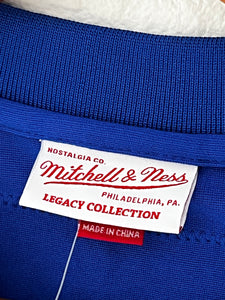 NOSTALGIA CO.
Mitchell & Ness
PHILADELPHIA, PA.
LEGACY COLLECTION
MADE IN CHINA